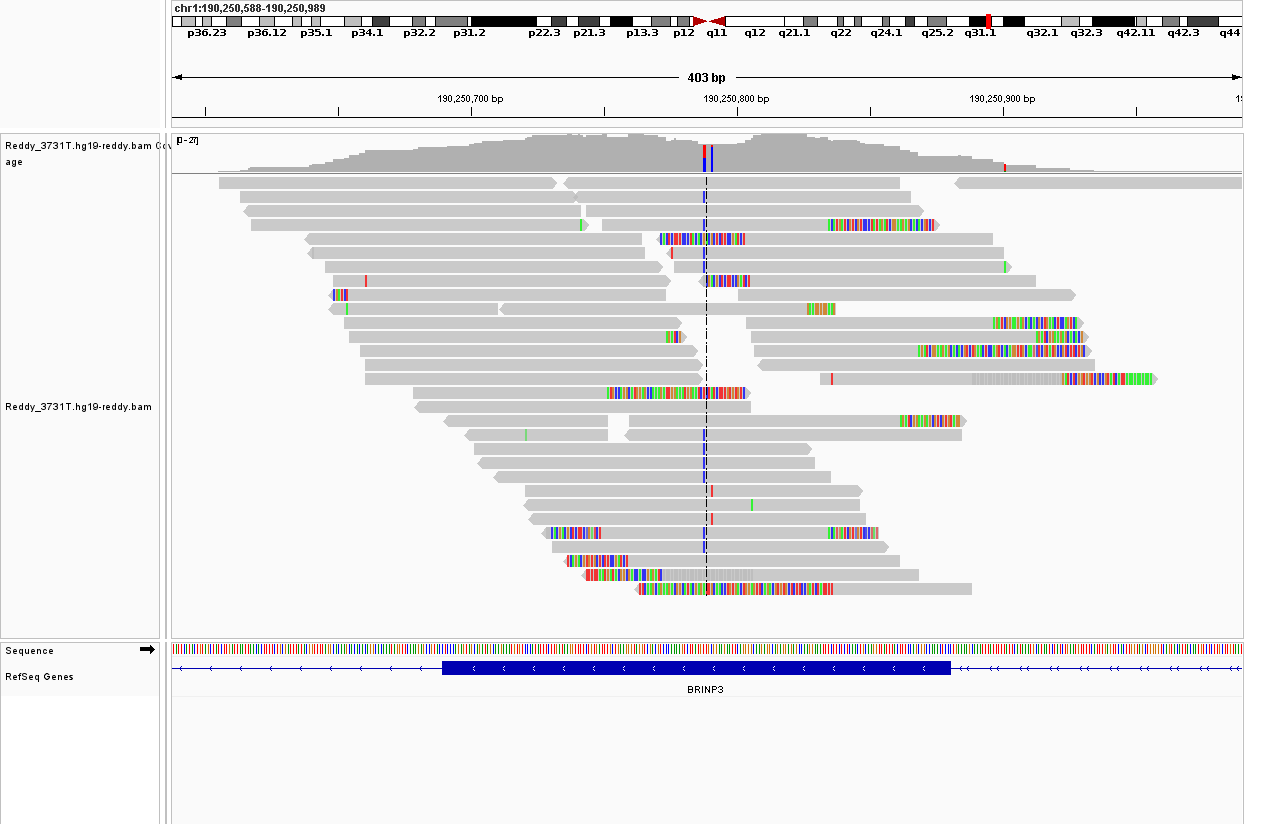 chr1:190,250,588-190,250,989
p36.23 p36.12 p35.1 p34.1 p32.2 p31.2 p22.3 p21.3 p13.3 p12 q11 q12 q21.1 q22 q24.1 q25.2 q31.1 q32.1 q32.3 q42.11 q42.3 q44
403 bp
190,250,700 bp 190,250,800 bp 190,250,900 bp
[0 - 27]
Reddy_3731T.hg19-reddy.bam Cov
age
Reddy_3731T.hg19-reddy.bam
Sequence
RefSeq Genes
BRINP3